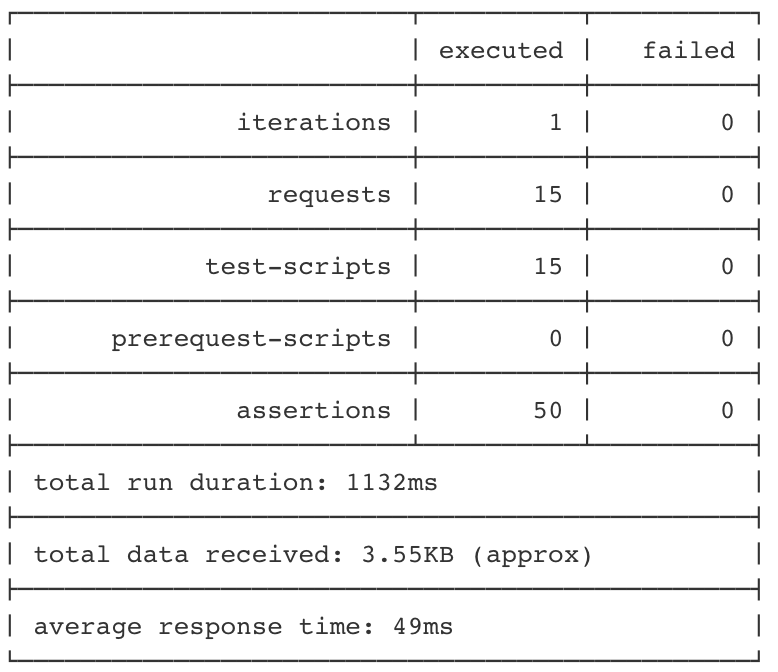 executed failed
iterations 1 0
requests 15 0
test-scripts 15 0
prerequest-scripts 0 0
assertions 50 0
total run duration: 1132ms
total data received: 3.55KB (approx)
average response time: 49ms